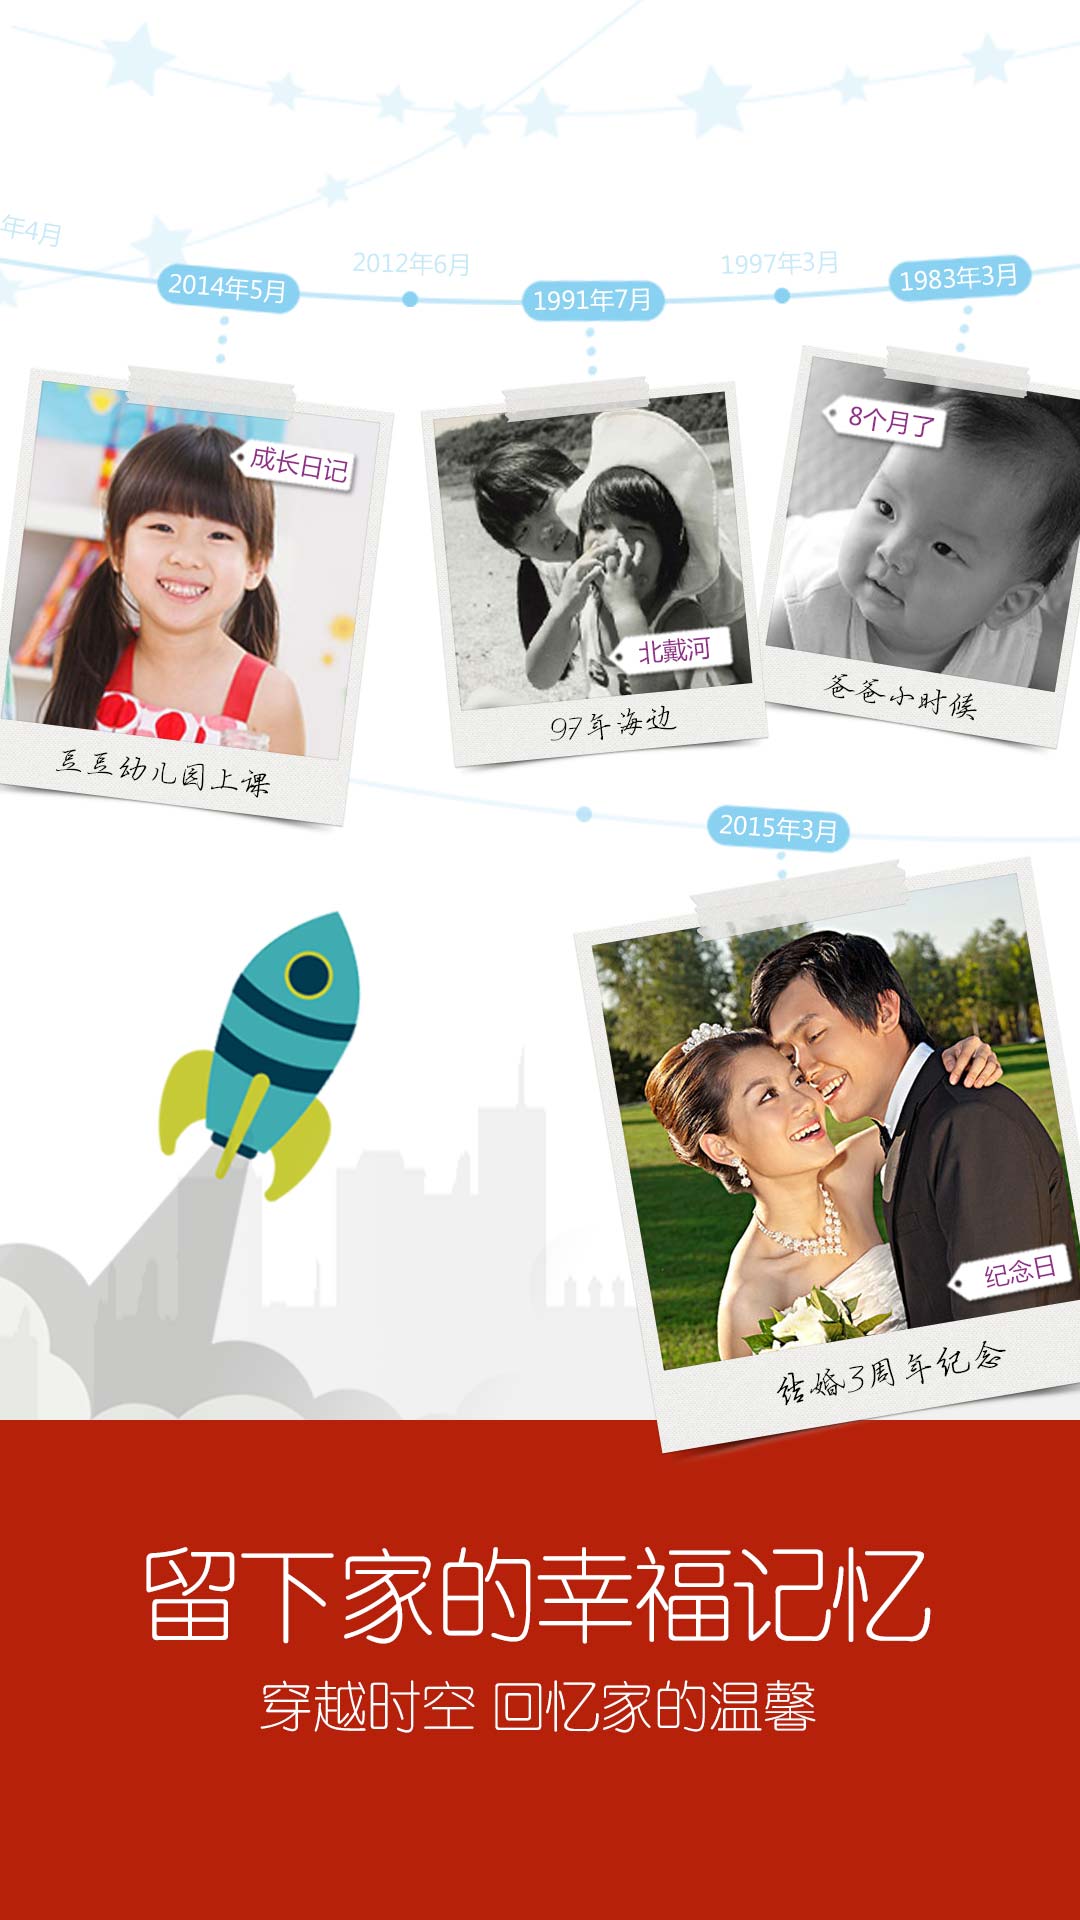 年4月
2014年5月
2012年6月
1991年7月
1997年3月
1983年3月
成长日记
豆豆幼儿园上课
北戴河
97年海边
8个月了
爸爸小时候
2015年3月
纪念日
结婚3周年纪念
留下家的幸福记忆
穿越时空 回忆家的温馨